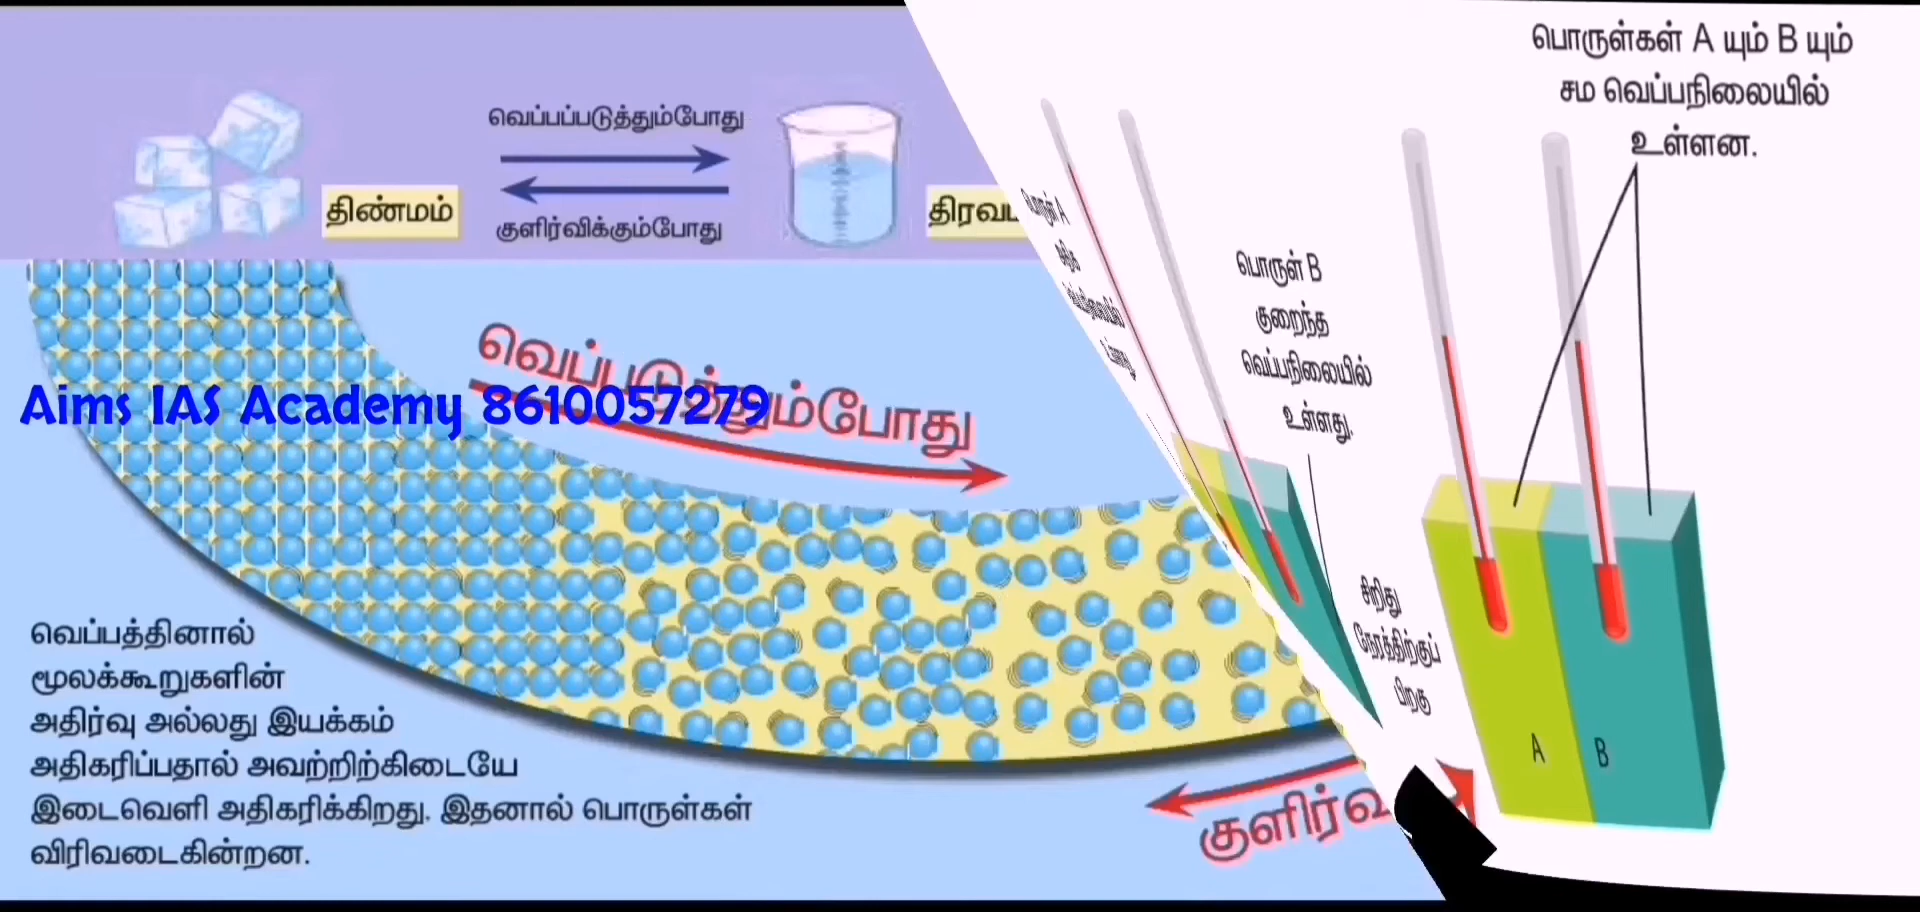 வெப்பப்படுத்தும்போது
குளிர்விக்கும்போது
திண்மம்
வெப்படுத்தும்போது
Aims IAS Academy 8610057279
வெப்பத்தினால்
மூலக்கூறுகளின்
அதிர்வு அல்லது இயக்கம்
அதிகரிப்பதால் அவற்றிற்கிடையே
இடைவெளி அதிகரிக்கிறது. இதனால் பொருள்கள்
விரிவடைகின்றன.
பொருள் A
பொருள் B
குறைந்த
வெப்பநிலையில்
உள்ளது.
சிறிது
நேரத்திற்குப்
பிறகு
பொருள்கள் A யும் B யும்
சம வெப்பநிலையில்
உள்ளன.
A
B